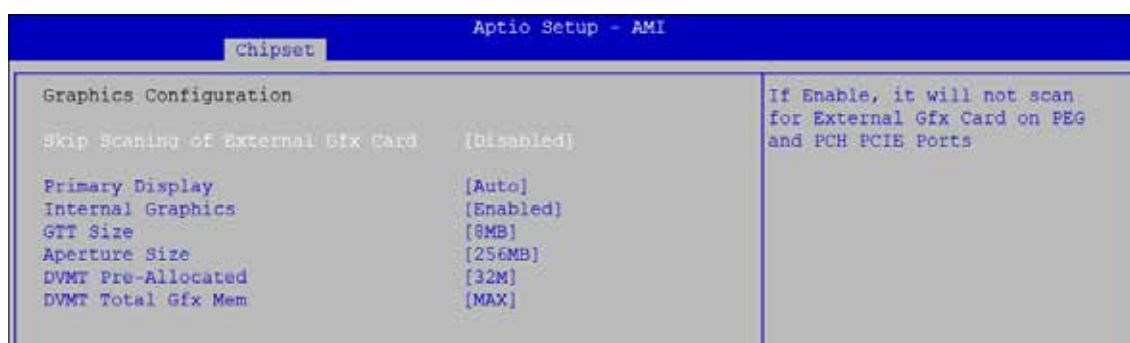 Aptio Setup - AMI
Chipset
Graphics Configuration
Skip Scaning of External Gfx Card [Disabled]
Primary Display [Auto]
Internal Graphics [Enabled]
GTT Size [8MB]
Aperture Size [256MB]
DVMT Pre-Allocated [32M]
DVMT Total Gfx Mem [MAX]
If Enable, it will not scan
for External Gfx Card on PEG
and PCH PCIE Ports